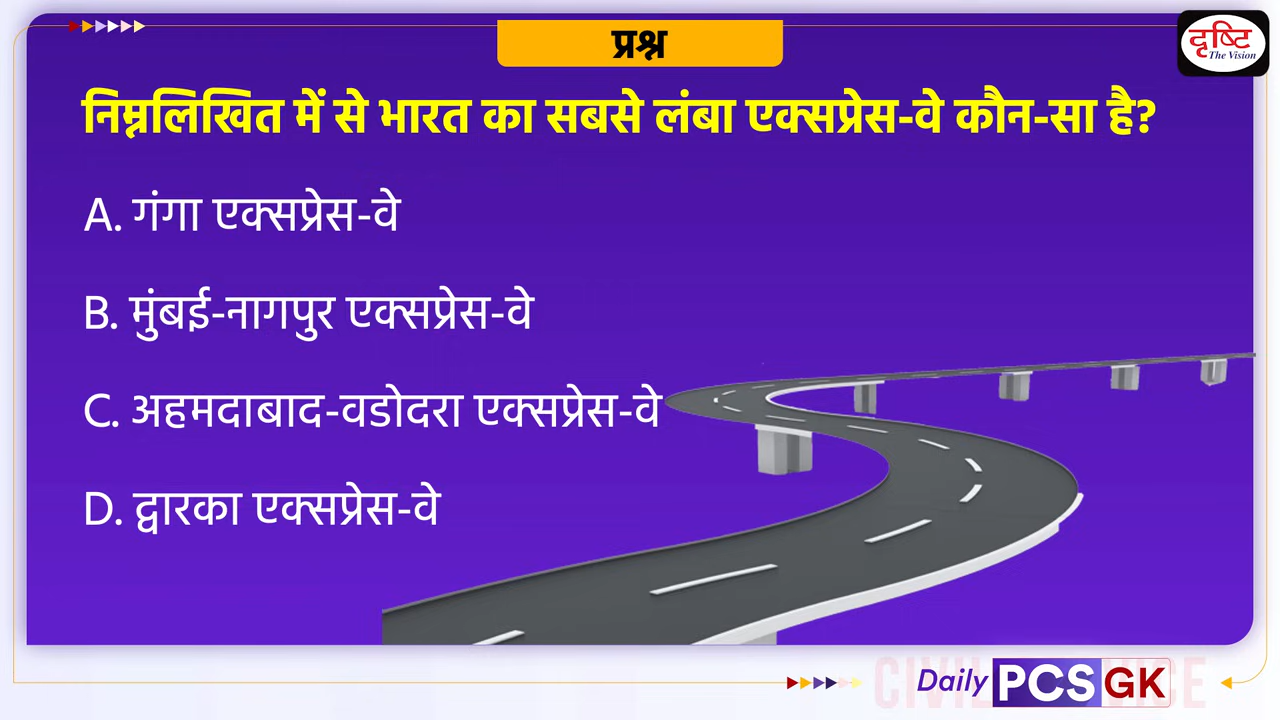 प्रश्न
दृष्टि
The Vision
निम्नलिखित में से भारत का सबसे लंबा एक्सप्रेस-वे कौन-सा है?
A. गंगा एक्सप्रेस-वे
B. मुंबई-नागपुर एक्सप्रेस-वे
C. अहमदाबाद-वडोदरा एक्सप्रेस-वे
D. द्वारका एक्सप्रेस-वे
Daily PCS GK